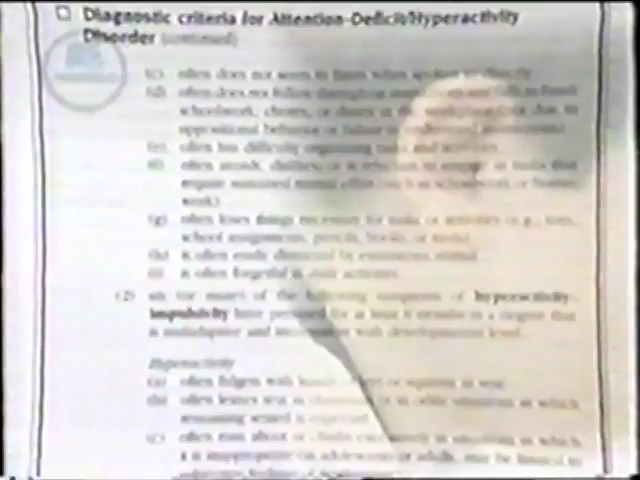 Diagnostic criteria for Attention-Deficit/Hyperactivity
Disorder (continued)
(c) often does not seem to listen when spoken to directly
(d) often does not follow through on
schoolwork, chores, or duties in the workplace (not due to
oppositional behavior or failure to understand instructions)
(e) often has difficulty organizing tasks and activities
(f) often avoids, dislikes, or is reluctant to engage in tasks that
require sustained mental effort (such as schoolwork or home-
work)
(g) often loses things necessary for tasks or activities (e.g., toys,
school assignments, pencils, books, or tools)
(h) is often easily distracted by extraneous stimuli
(i) is often forgetful in daily activities
(2) six (or more) of the following symptoms of hyperactivity-
impulsivity have persisted for at least 6 months to a degree that
is maladaptive and inconsistent with developmental level:
Hyperactivity
(a) often fidgets with hands or feet or squirms in seat
(b) often leaves seat in classroom or in other situations in which
remaining seated is expected
(c) often runs about or climbs excessively in situations in which
it is inappropriate (in adolescents or adults, may be limited to